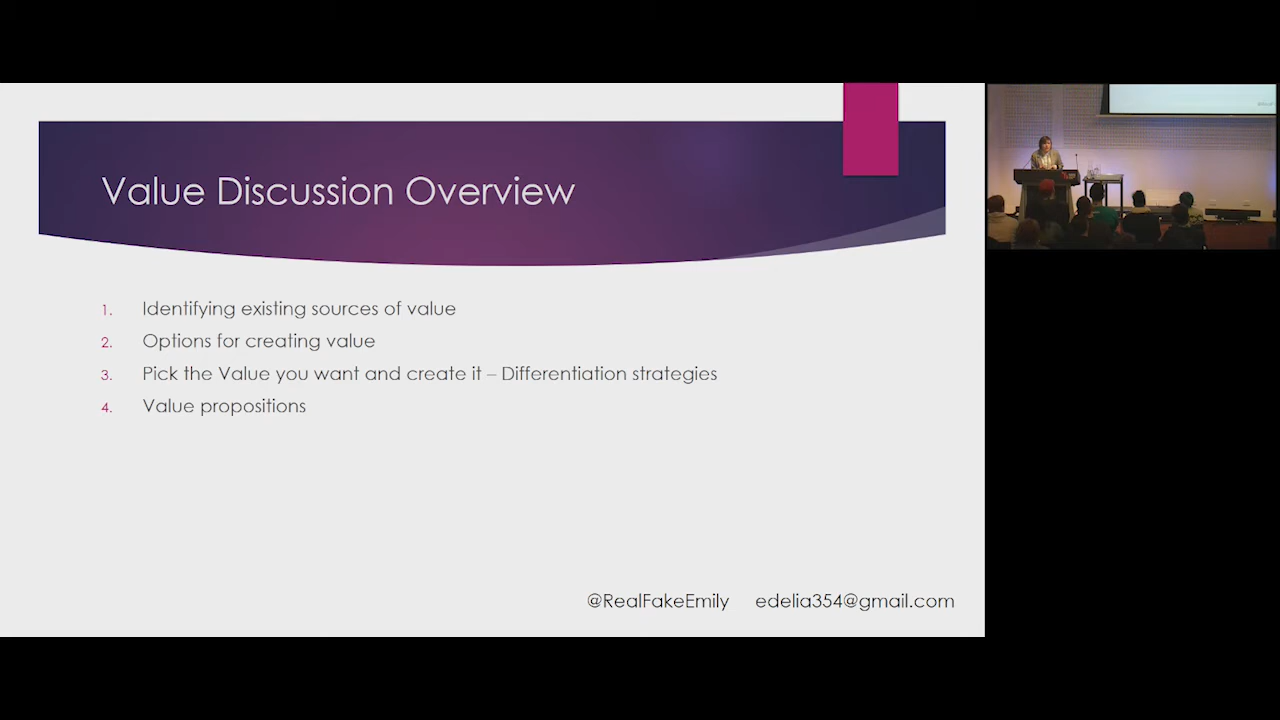 Value Discussion Overview
1. Identifying existing sources of value
2. Options for creating value
3. Pick the Value you want and create it – Differentiation strategies
4. Value propositions
@RealFakeEmily edelia354@gmail.com